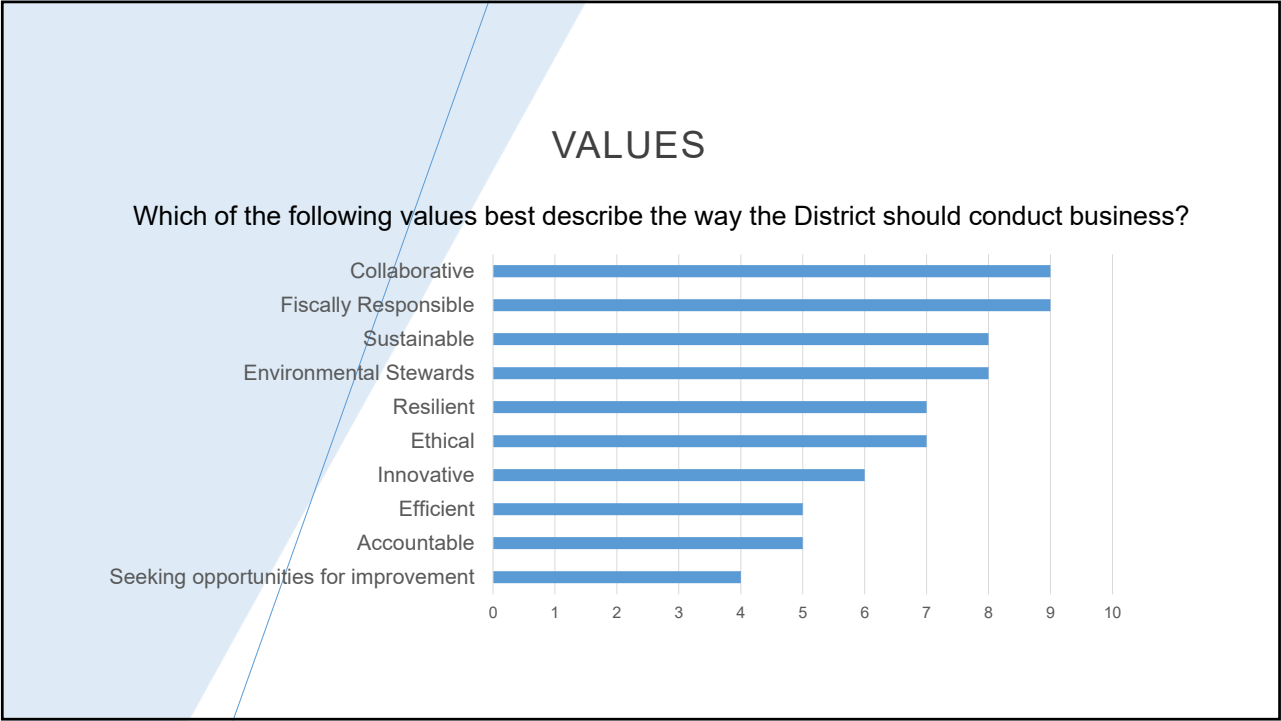 VALUES
Which of the following values best describe the way the District should conduct business?
Collaborative
Fiscally Responsible
Sustainable
Environmental Stewards
Resilient
Ethical
Innovative
Efficient
Accountable
Seeking opportunities for improvement
0 1 2 3 4 5 6 7 8 9 10